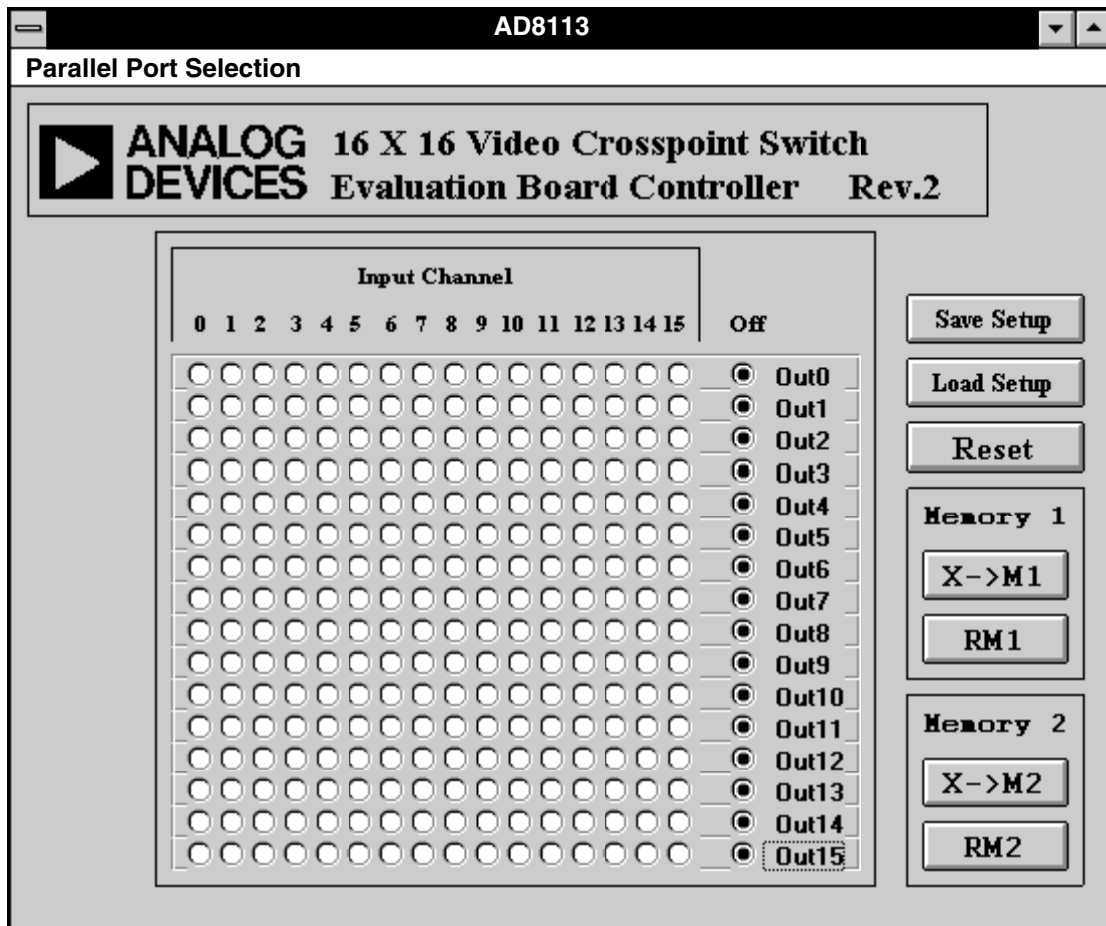 AD8113
Parallel Port Selection
ANALOG
DEVICES
16 X 16 Video Crosspoint Switch
Evaluation Board Controller Rev.2
Input Channel
0 1 2 3 4 5 6 7 8 9 10 11 12 13 14 15 Off
Out0
Out1
Out2
Out3
Out4
Out5
Out6
Out7
Out8
Out9
Out10
Out11
Out12
Out13
Out14
Out15
Save Setup
Load Setup
Reset
Memory 1
X->M1
RM1
Memory 2
X->M2
RM2